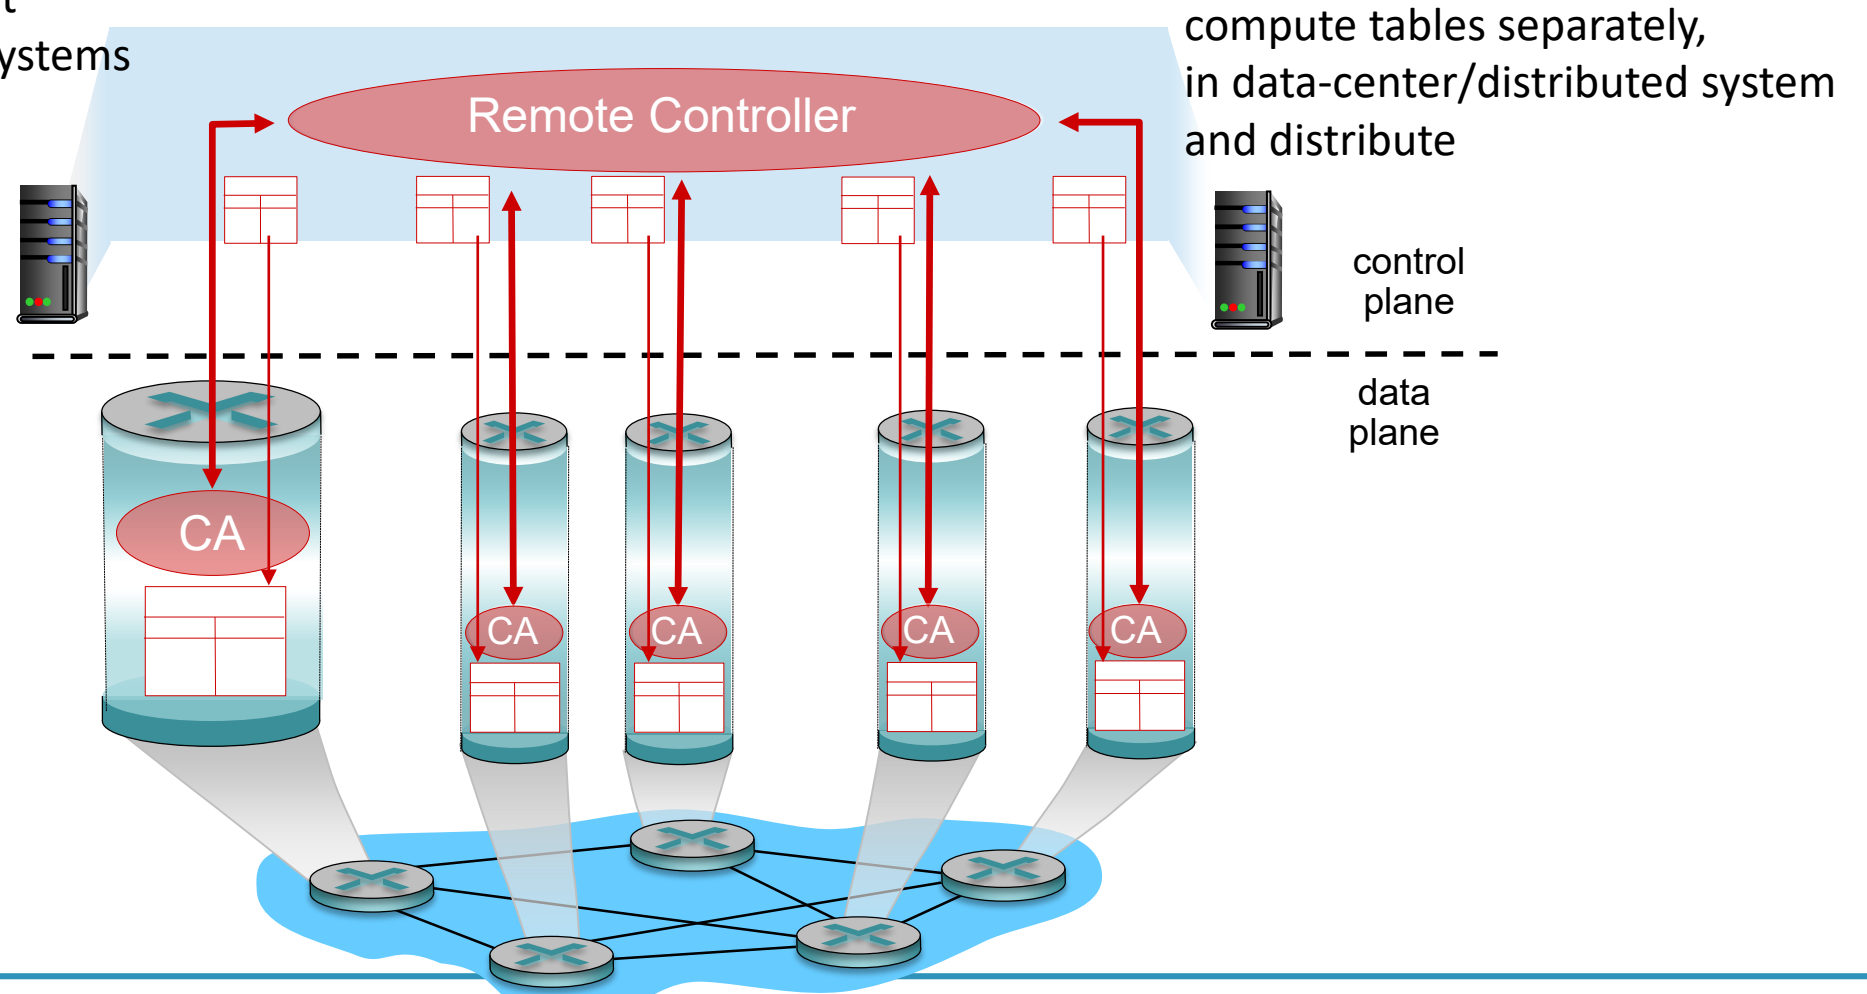 ystems
compute tables separately,
in data-center/distributed system
and distribute
Remote Controller
control
plane
data
plane
CA
CA
CA
CA
CA